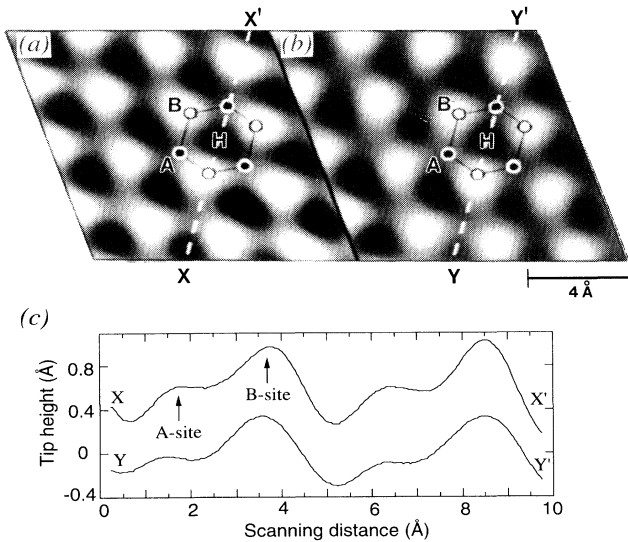 X' Y'
(a) (b)
B B
H H
A A
X Y
4 Å
(c)
0.8
0.4
0
-0.4
Tip height (Å)
X X'
A-site B-site
Y Y'
0 2 4 6 8 10
Scanning distance (Å)